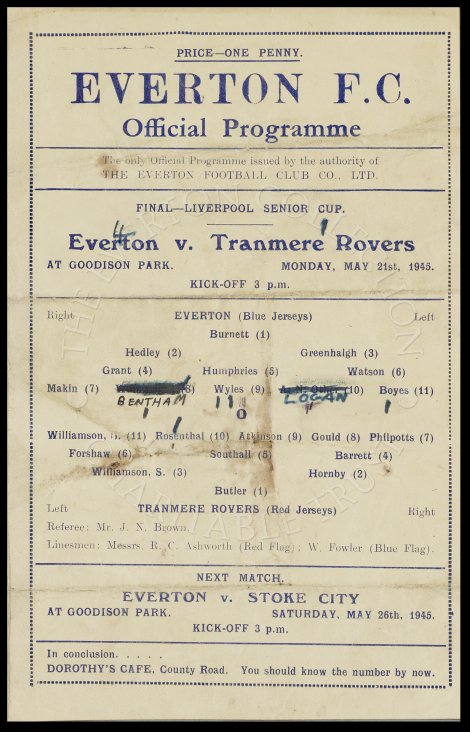 PRICE—ONE PENNY.
EVERTON F.C.
Official Programme
The only Official Programme issued by the authority of
THE EVERTON FOOTBALL CLUB CO., LTD.
FINAL—LIVERPOOL SENIOR CUP.
4 1
Everton v. Tranmere Rovers
AT GOODISON PARK. MONDAY, MAY 21st, 1945.
KICK-OFF 3 p.m.
Right EVERTON (Blue Jerseys) Left
Burnett (1)
Hedley (2) Greenhalgh (3)
Grant (4) Humphries (5) Watson (6)
Makin (7) (8) Wyles (9) A. N. Other (10) Boyes (11)
BENTHAM LOGAN
O
Williamson, (11) Rosenthal (10) Atkinson (9) Gould (8) Philpotts (7)
Forshaw (6) Southall (5) Barrett (4)
Williamson, S. (3) Hornby (2)
Butler (1)
Left TRANMERE ROVERS (Red Jerseys) Right
Referee: Mr. J. N. Brown.
Linesmen: Messrs. R. C. Ashworth (Red Flag); W. Fowler (Blue Flag).
NEXT MATCH.
EVERTON v. STOKE CITY
AT GOODISON PARK. SATURDAY, MAY 26th, 1945.
KICK-OFF 3 p.m.
In conclusion. . . . .
DOROTHY'S CAFE, County Road. You should know the number by now.